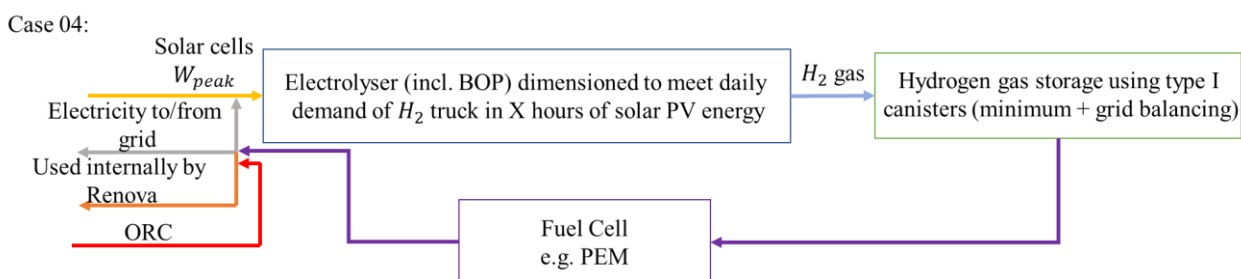 Case 04:
Solar cells
W_{peak}
Electricity to/from
grid
Used internally by
Renova
ORC
Electrolyser (incl. BOP) dimensioned to meet daily
demand of H_2 truck in X hours of solar PV energy
H_2 gas
Hydrogen gas storage using type I
canisters (minimum + grid balancing)
Fuel Cell
e.g. PEM